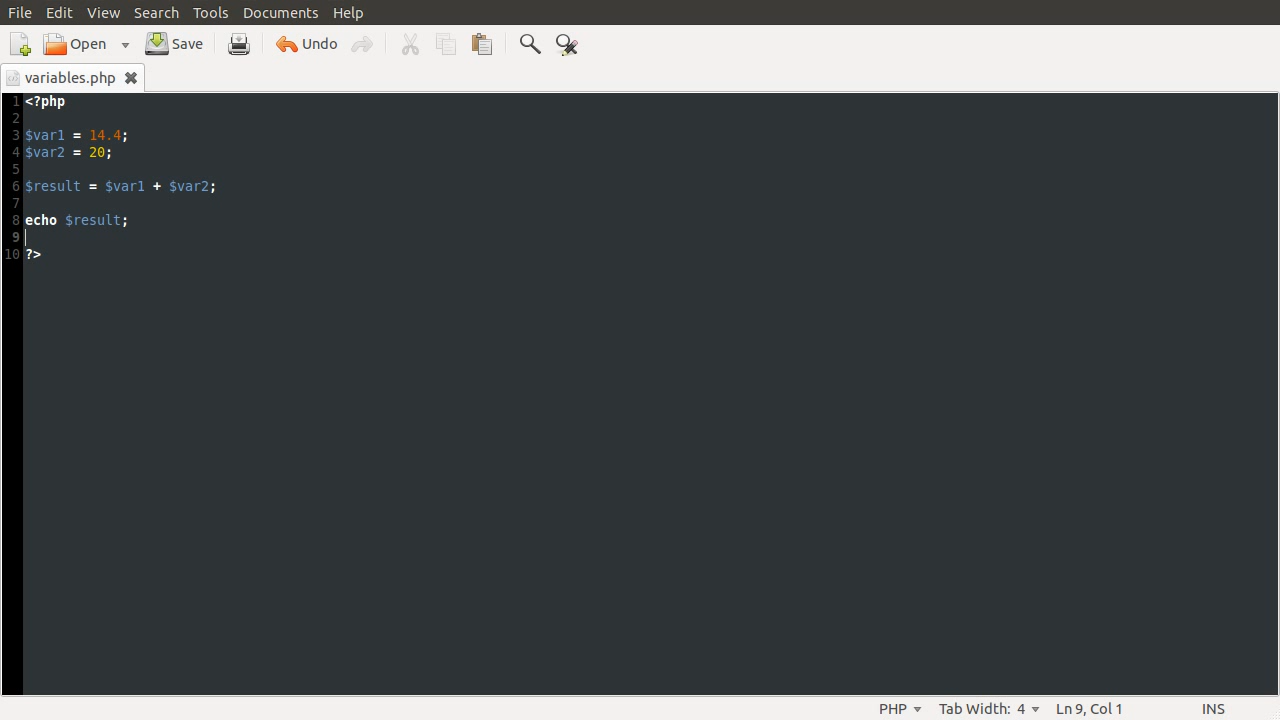 File Edit View Search Tools Documents Help
Open Save Undo
variables.php
1 <?php
2
3 $var1 = 14.4;
4 $var2 = 20;
5
6 $result = $var1 + $var2;
7
8 echo $result;
9
10 ?>
PHP Tab Width: 4 Ln 9, Col 1 INS